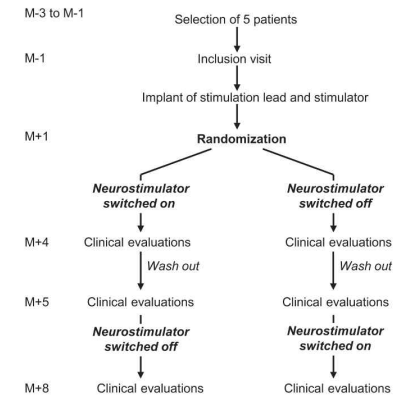 M-3 to M-1 Selection of 5 patients
M-1 Inclusion visit
Implant of stimulation lead and stimulator
M+1 Randomization
Neurostimulator Neurostimulator
switched on switched off
M+4 Clinical evaluations Clinical evaluations
Wash out Wash out
M+5 Clinical evaluations Clinical evaluations
Neurostimulator Neurostimulator
switched off switched on
M+8 Clinical evaluations Clinical evaluations